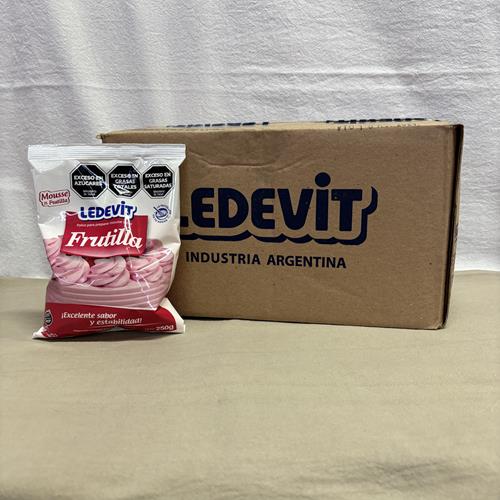 EXCESO EN
AZÚCARES
EXCESO EN
GRASAS
TOTALES
EXCESO EN
GRASAS
SATURADAS
Mousse
LEDEVIT
Frutilla
¡Excelente sabor
y estabilidad!
250g
LEDEVIT
INDUSTRIA ARGENTINA